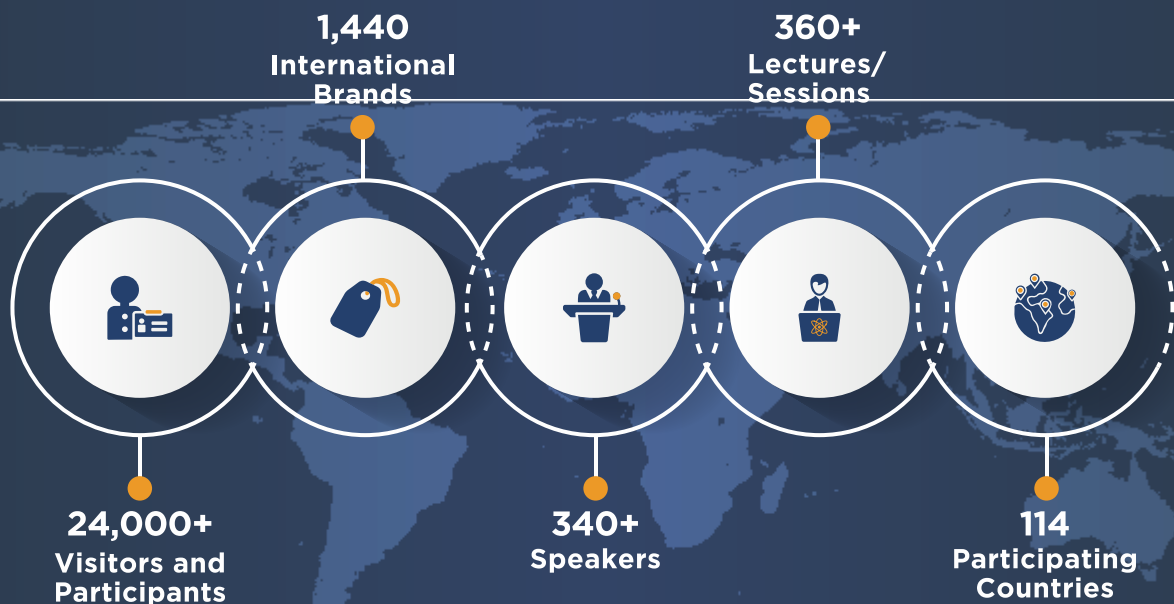 1,440
International
Brands
360+
Lectures/
Sessions
24,000+
Visitors and
Participants
340+
Speakers
114
Participating
Countries